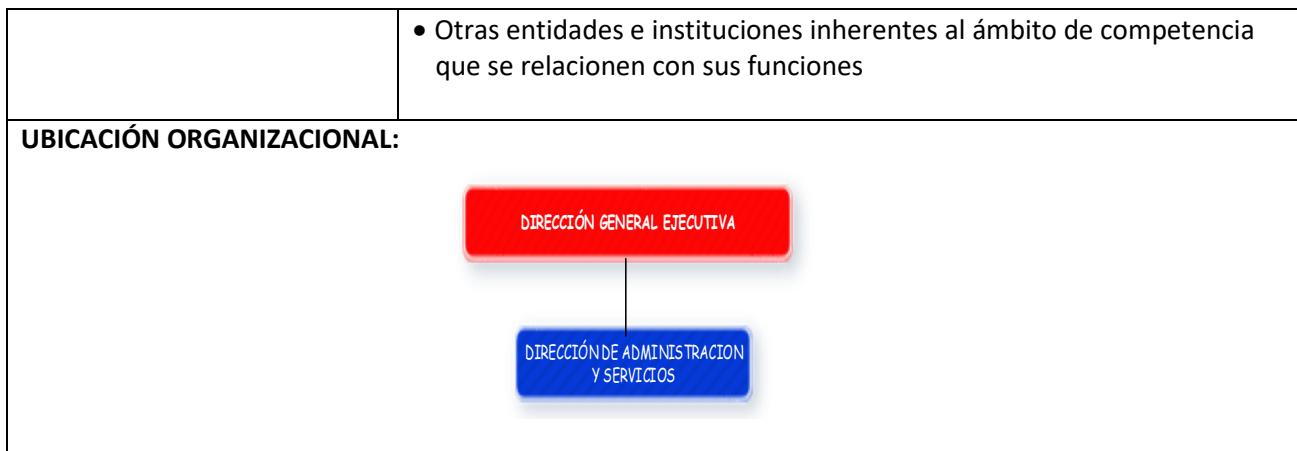 • Otras entidades e instituciones inherentes al ámbito de competencia
que se relacionen con sus funciones
UBICACIÓN ORGANIZACIONAL:
DIRECCIÓN GENERAL EJECUTIVA
DIRECCIÓN DE ADMINISTRACION
Y SERVICIOS